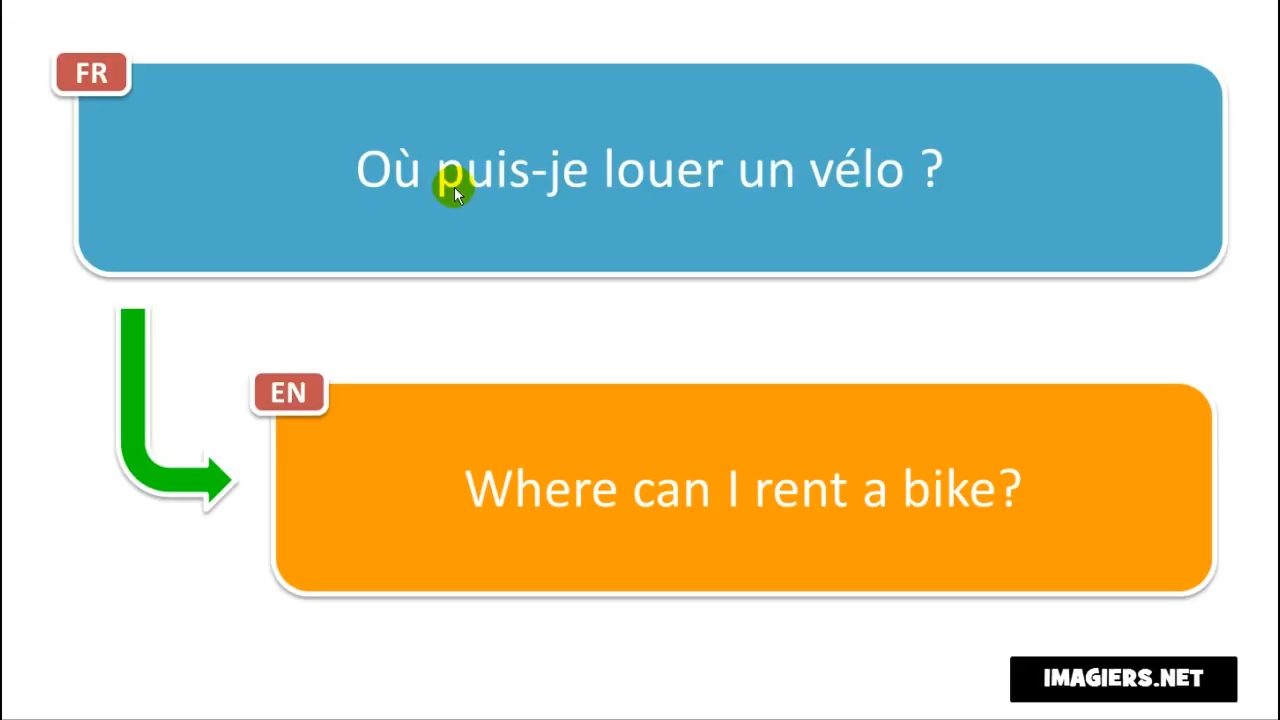 FR
Où puis-je louer un vélo ?
EN
Where can I rent a bike?
IMAGIERS.NET